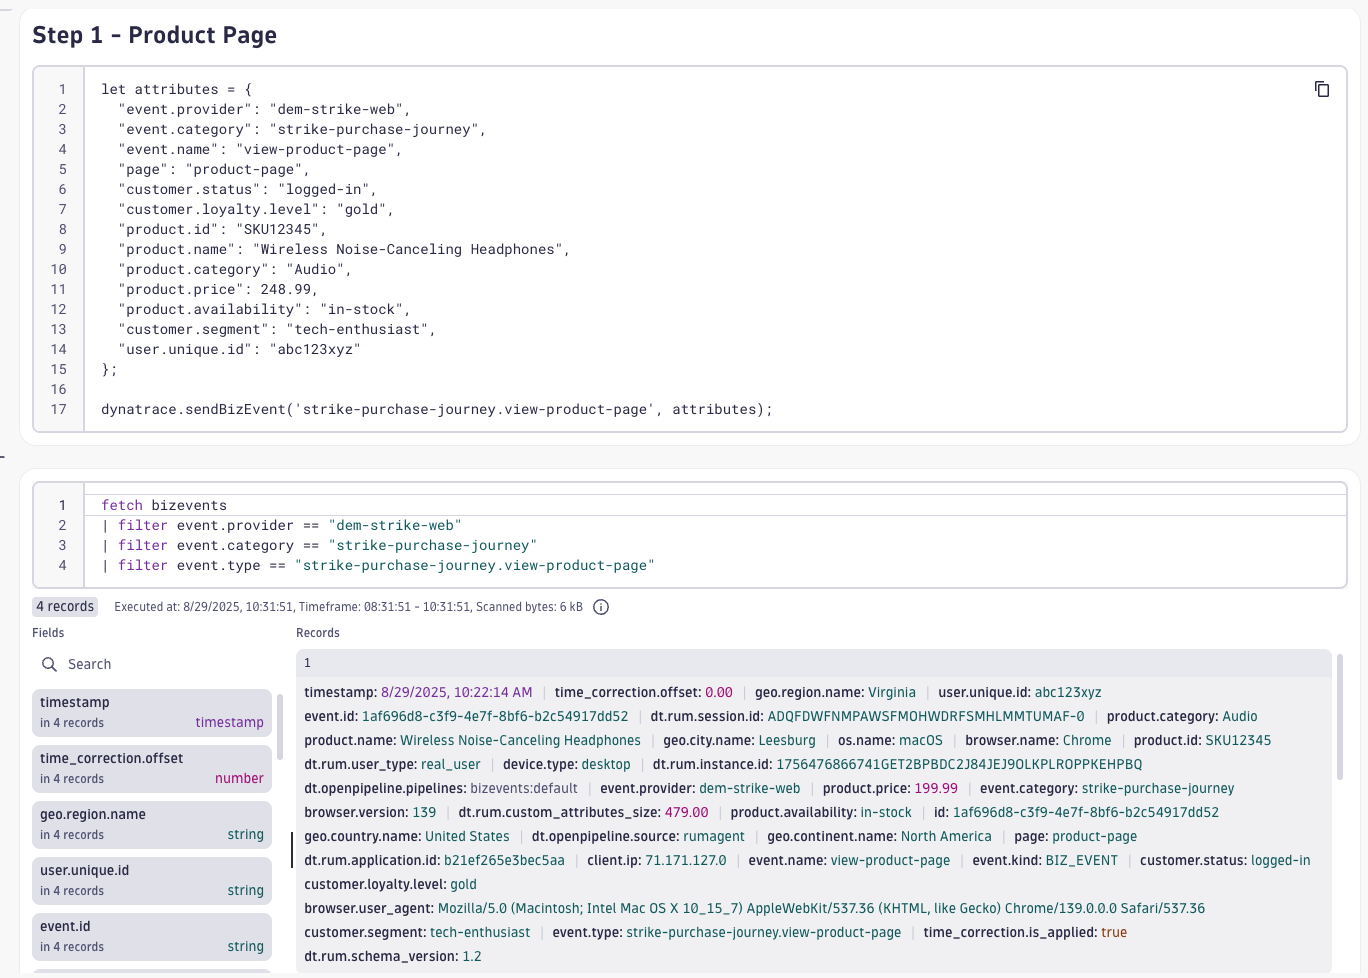 Step 1 - Product Page
1 let attributes = {
2 "event.provider": "dem-strike-web",
3 "event.category": "strike-purchase-journey",
4 "event.name": "view-product-page",
5 "page": "product-page",
6 "customer.status": "logged-in",
7 "customer.loyalty.level": "gold",
8 "product.id": "SKU12345",
9 "product.name": "Wireless Noise-Canceling Headphones",
10 "product.category": "Audio",
11 "product.price": 248.99,
12 "product.availability": "in-stock",
13 "customer.segment": "tech-enthusiast",
14 "user.unique.id": "abc123xyz"
15 };
16
17 dynatrace.sendBizEvent('strike-purchase-journey.view-product-page', attributes);
1 fetch bizevents
2 | filter event.provider == "dem-strike-web"
3 | filter event.category == "strike-purchase-journey"
4 | filter event.type == "strike-purchase-journey.view-product-page"
4 records Executed at: 8/29/2025, 10:31:51, Timeframe: 08:31:51 - 10:31:51, Scanned bytes: 6 kB
Fields
Search
timestamp
in 4 records timestamp
time_correction.offset
in 4 records number
geo.region.name
in 4 records string
user.unique.id
in 4 records string
event.id
in 4 records string
Records
1
timestamp: 8/29/2025, 10:22:14 AM | time_correction.offset: 0.00 | geo.region.name: Virginia | user.unique.id: abc123xyz
event.id: 1af696d8-c3f9-4e7f-8bf6-b2c54917dd52 | dt.rum.session.id: ADQFDWFNMPAWSFMOHWDRFSMHLMMTUMAF-0 | product.category: Audio
product.name: Wireless Noise-Canceling Headphones | geo.city.name: Leesburg | os.name: macOS | browser.name: Chrome | product.id: SKU12345
dt.rum.user_type: real_user | device.type: desktop | dt.rum.instance.id: 1756476866741GET2BPBDC2J84JEJ9OLKPLROPPKEHPBQ
dt.openpipeline.pipelines: bizevents:default | event.provider: dem-strike-web | product.price: 199.99 | event.category: strike-purchase-journey
browser.version: 139 | dt.rum.custom_attributes_size: 479.00 | product.availability: in-stock | id: 1af696d8-c3f9-4e7f-8bf6-b2c54917dd52
geo.country.name: United States | dt.openpipeline.source: rumagent | geo.continent.name: North America | page: product-page
dt.rum.application.id: b21ef265e3bec5aa | client.ip: 71.171.127.0 | event.name: view-product-page | event.kind: BIZ_EVENT | customer.status: logged-in
customer.loyalty.level: gold
browser.user_agent: Mozilla/5.0 (Macintosh; Intel Mac OS X 10_15_7) AppleWebKit/537.36 (KHTML, like Gecko) Chrome/139.0.0.0 Safari/537.36
customer.segment: tech-enthusiast | event.type: strike-purchase-journey.view-product-page | time_correction.is_applied: true
dt.rum.schema_version: 1.2